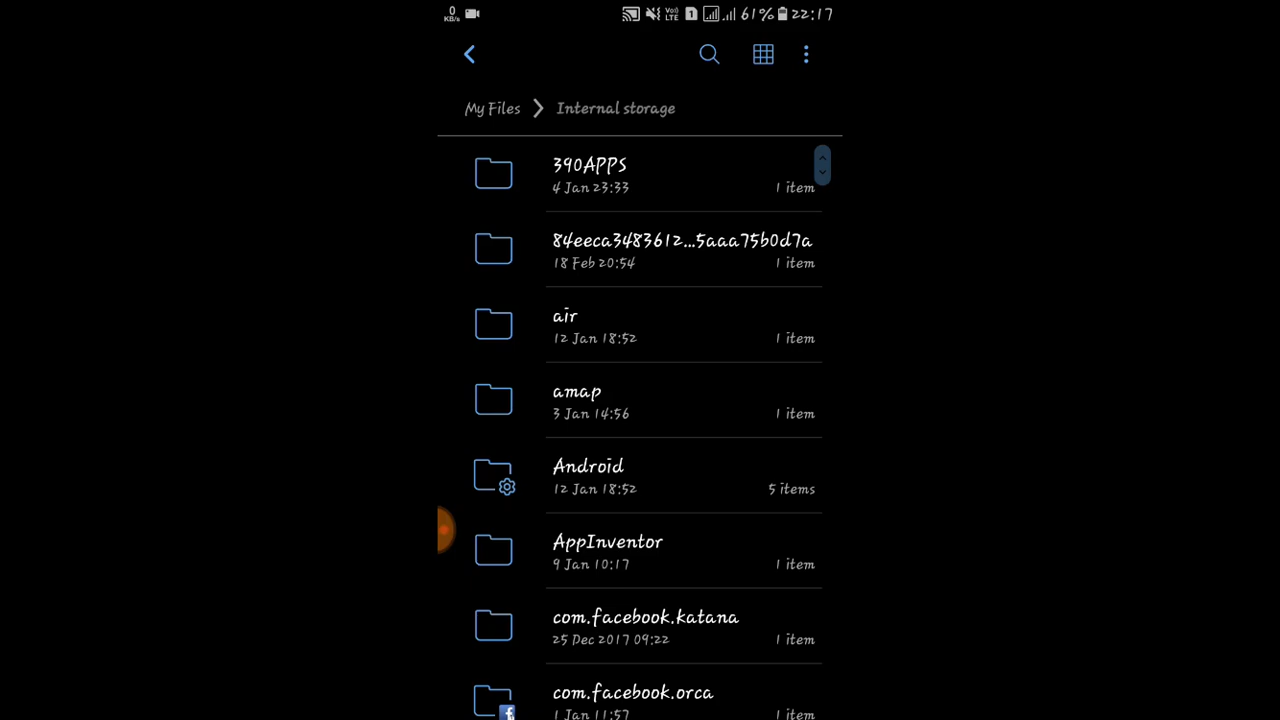 0
KB/s
Vo))
LTE
1
61% 22:17
My Files Internal storage
390APPS
4 Jan 23:33 1 item
84eeca3483612...5aaa75b0d7a
18 Feb 20:54 1 item
air
12 Jan 18:52 1 item
amap
3 Jan 14:56 1 item
Android
12 Jan 18:52 5 items
AppInventor
9 Jan 10:17 1 item
com.facebook.katana
25 Dec 2017 09:22 1 item
com.facebook.orca
1 Jan 11:57 1 item